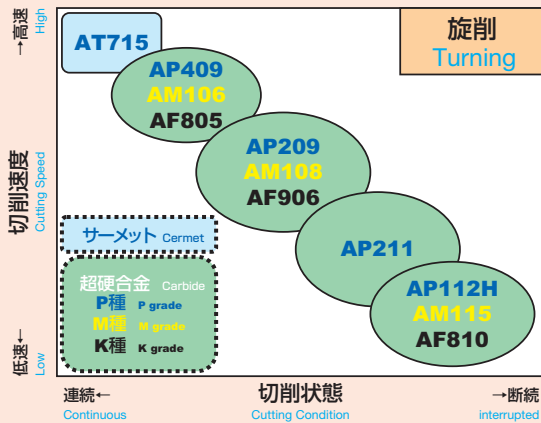 →高速
High
切削速度
Cutting Speed
低速←
Low
旋削
Turning
AT715
AP409
AM106
AF805
AP209
AM108
AF906
AP211
AP112H
AM115
AF810
サーメット Cermet
超硬合金 Carbide
P種 P grade
M種 M grade
K種 K grade
連続← 切削状態 →断続
Continuous Cutting Condition interrupted